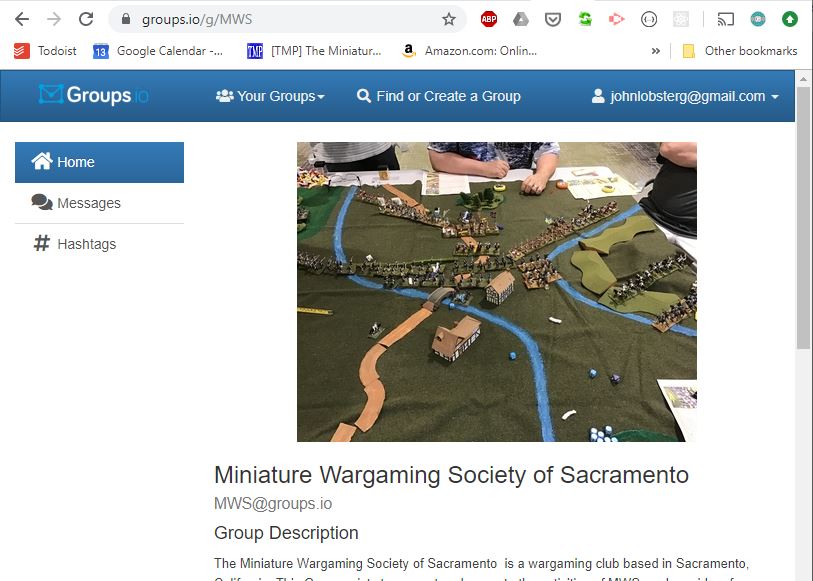 groups.io/g/MWS
ABP
Todoist
13 Google Calendar -...
TMP [TMP] The Miniatur...
a Amazon.com: Onlin...
»
Other bookmarks
Groups.io
Your Groups
Find or Create a Group
johnlobsterg@gmail.com
Home
Messages
# Hashtags
Miniature Wargaming Society of Sacramento
MWS@groups.io
Group Description
The Miniature Wargaming Society of Sacramento is a wargaming club based in Sacramento,